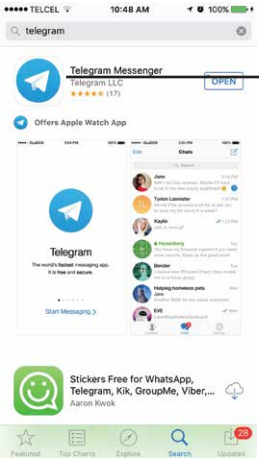 TELCEL 10:48 AM 100%
telegram
Telegram Messenger
Telegram LLC
(17)
OPEN
Offers Apple Watch App
Telegram
The world's fastest messaging app.
It is free and secure.
Start Messaging >
Edit Chats
Search
Jane
Tyrion Lannister
Kaylie
Heisenberg
Bender
Helping homeless pets
Jane
EVE
Stickers Free for WhatsApp,
Telegram, Kik, GroupMe, Viber,...
Aaron Kwok
28
Featured Top Charts Explore Search Updates